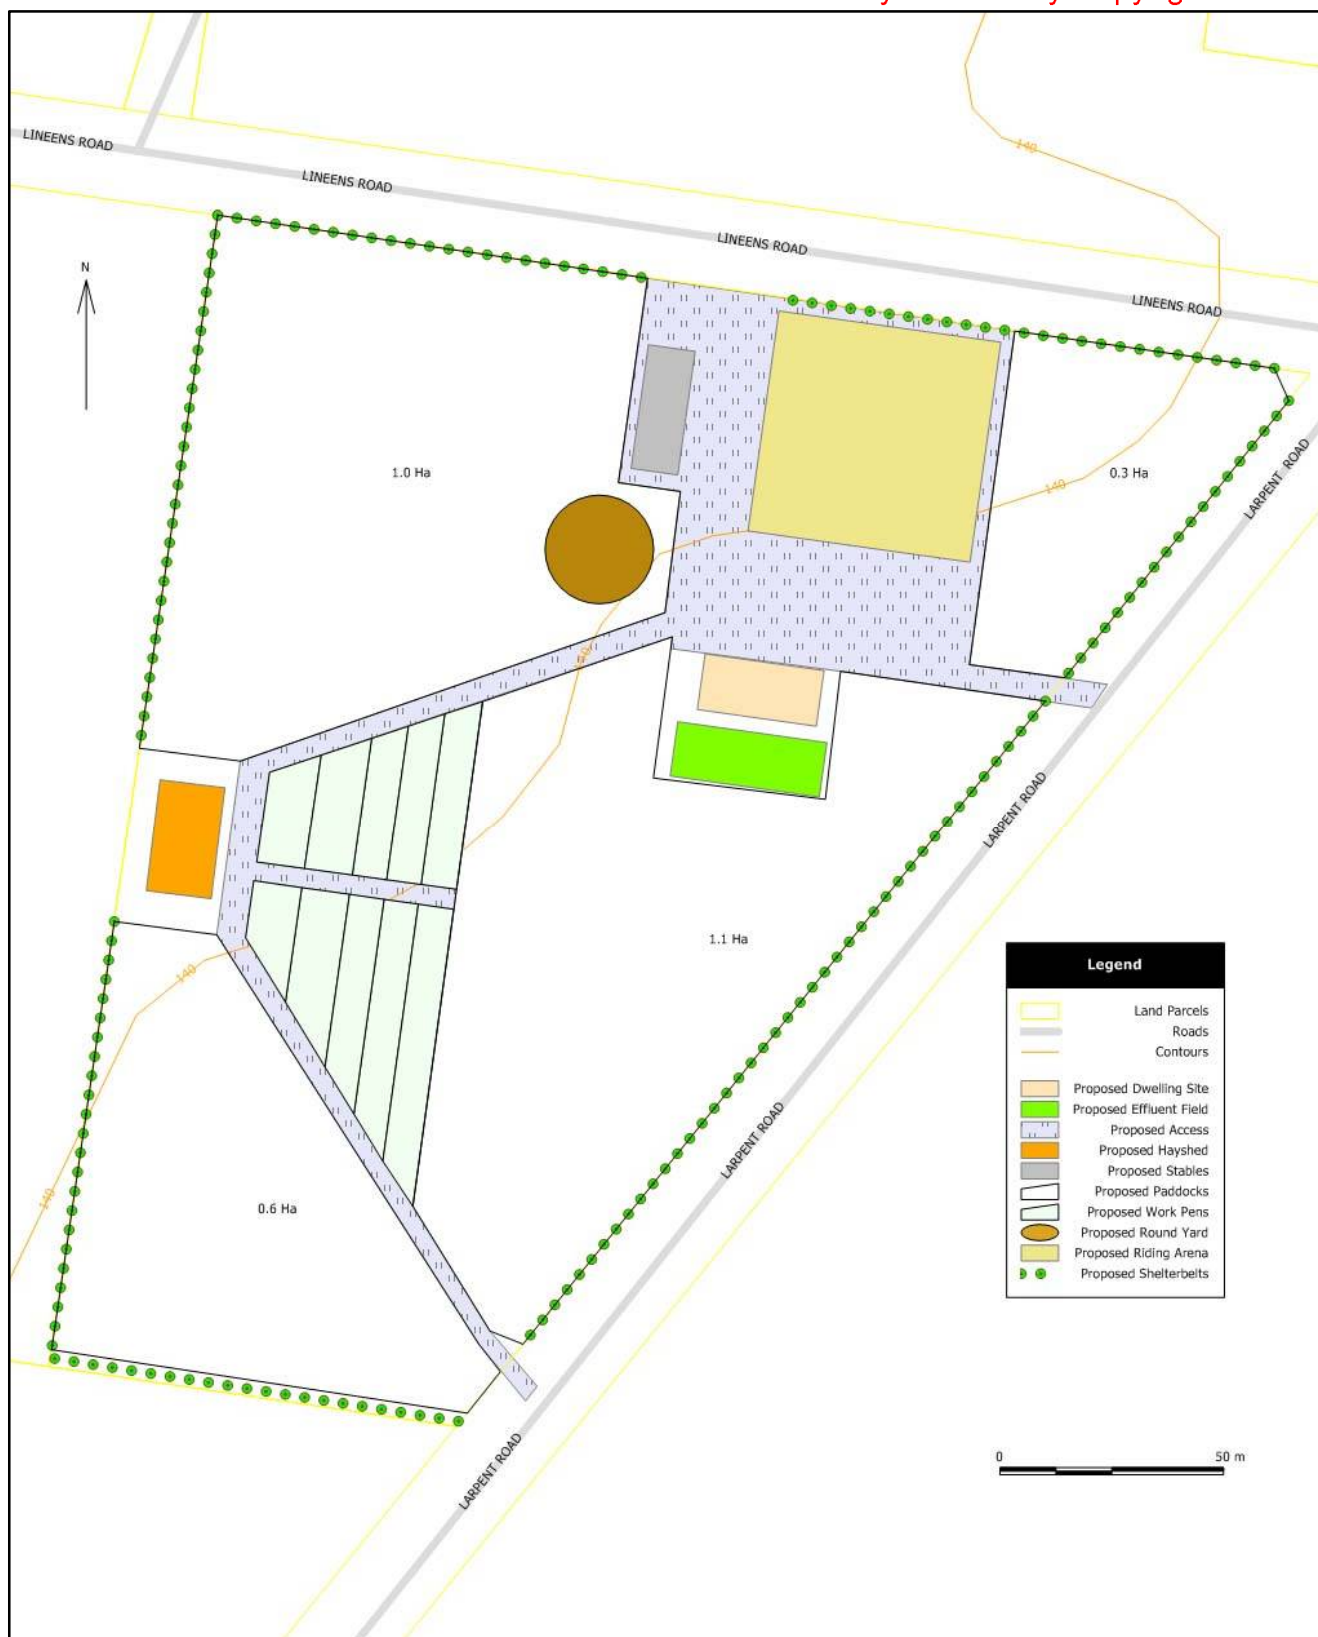 LINEENS ROAD
LINEENS ROAD
LINEENS ROAD
LINEENS ROAD
140
N
1.0 Ha
0.3 Ha
140
LARPENT ROAD
140
LARPENT ROAD
1.1 Ha
140
LARPENT ROAD
140
0.6 Ha
LARPENT ROAD
Legend
Land Parcels
Roads
Contours
Proposed Dwelling Site
Proposed Effluent Field
Proposed Access
Proposed Hayshed
Proposed Stables
Proposed Paddocks
Proposed Work Pens
Proposed Round Yard
Proposed Riding Arena
Proposed Shelterbelts
0 50 m